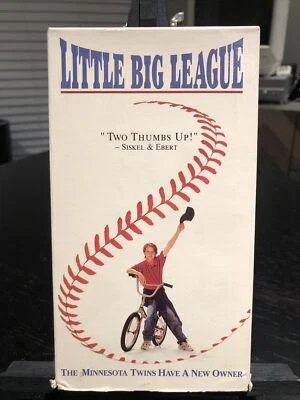 LITTLE BIG LEAGUE
"TWO THUMBS UP!"
– SISKEL & EBERT
THE MINNESOTA TWINS HAVE A NEW OWNER